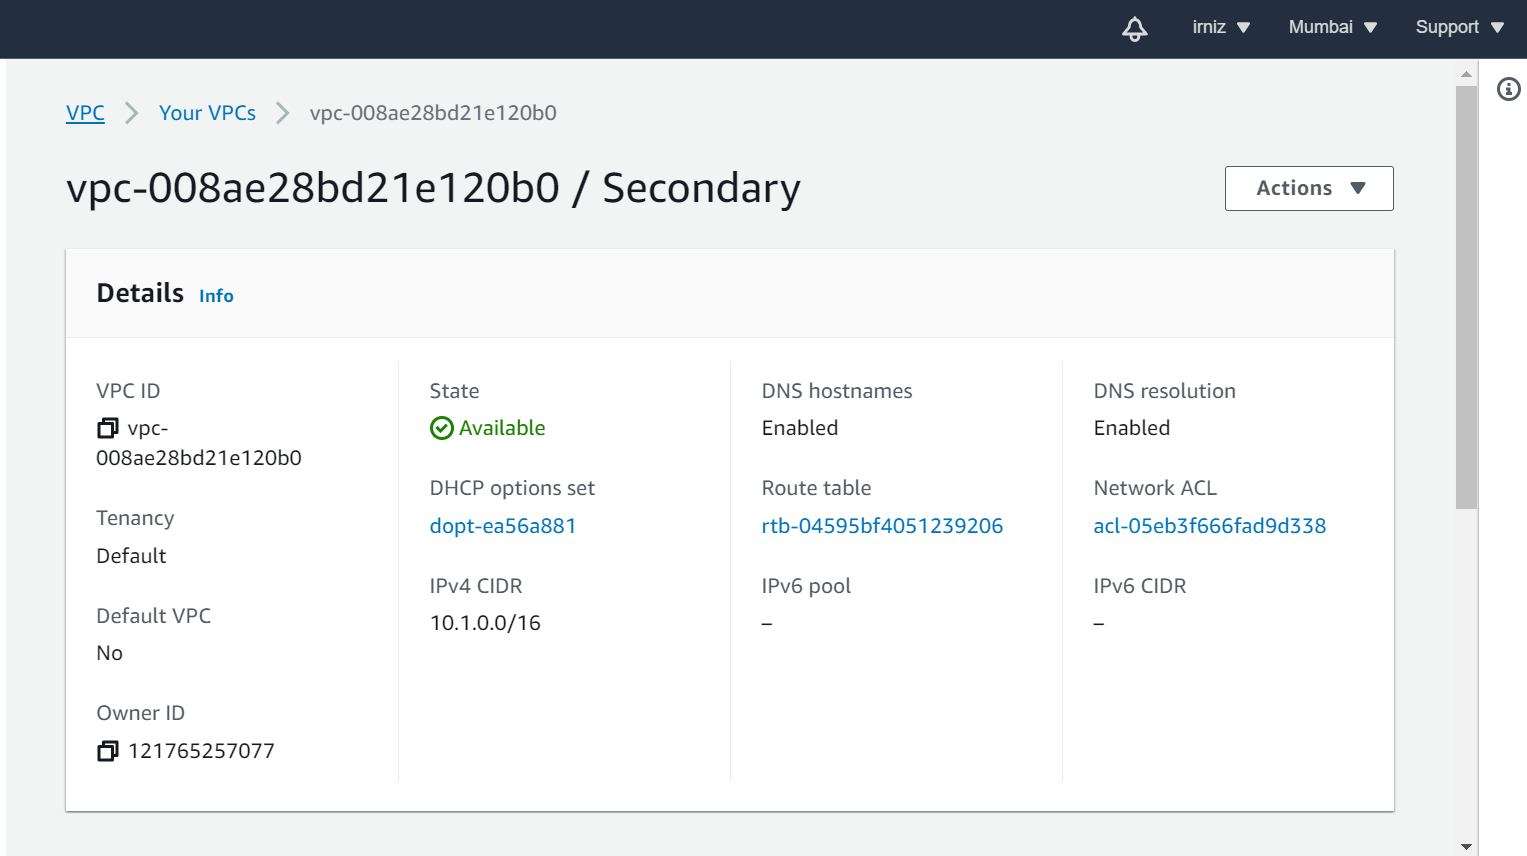 irniz Mumbai Support
VPC Your VPCs vpc-008ae28bd21e120b0
vpc-008ae28bd21e120b0 / Secondary
Actions
Details Info
VPC ID
vpc-
008ae28bd21e120b0
Tenancy
Default
Default VPC
No
Owner ID
121765257077
State
Available
DHCP options set
dopt-ea56a881
IPv4 CIDR
10.1.0.0/16
DNS hostnames
Enabled
Route table
rtb-04595bf4051239206
IPv6 pool
–
DNS resolution
Enabled
Network ACL
acl-05eb3f666fad9d338
IPv6 CIDR
–